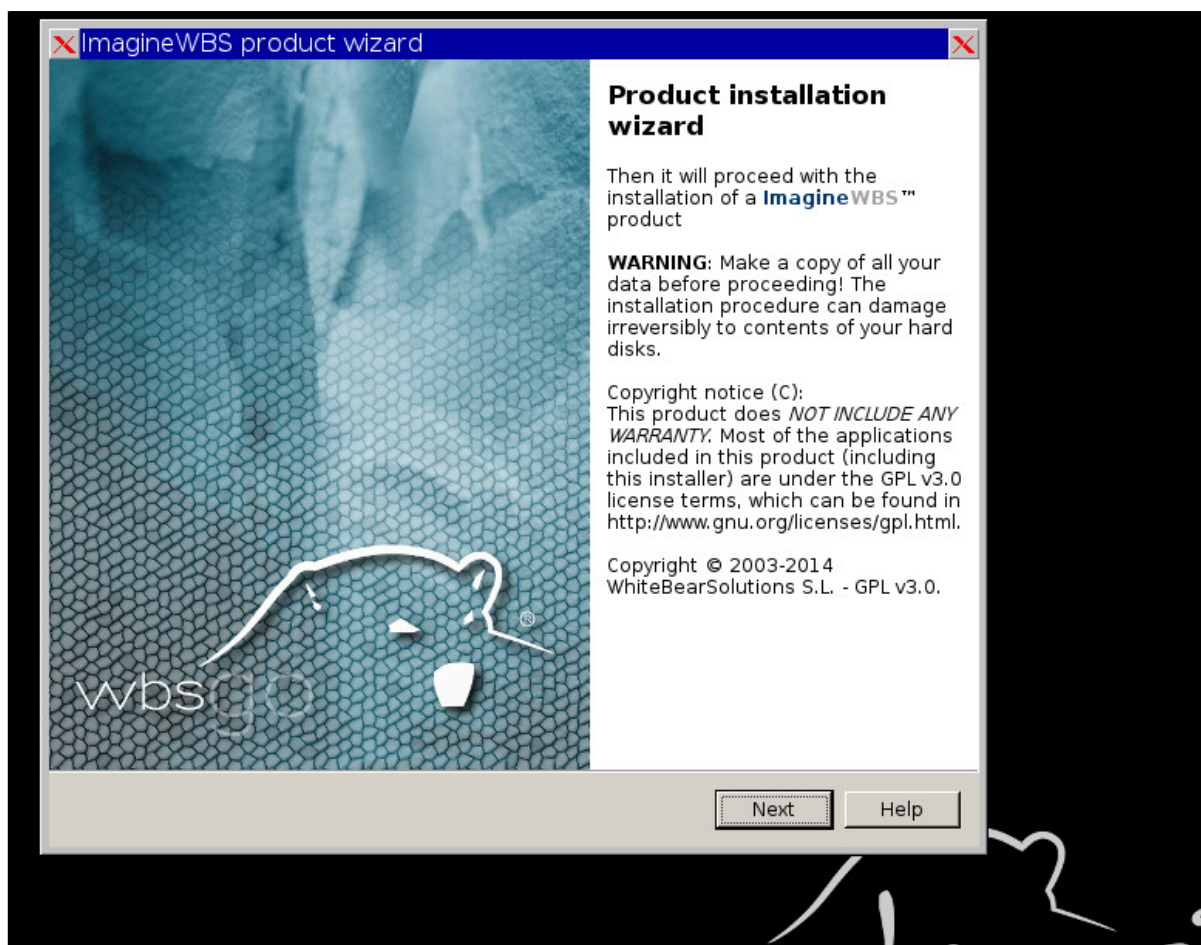 ImagineWBS product wizard
Product installation
wizard
Then it will proceed with the
installation of a ImagineWBS™
product
WARNING: Make a copy of all your
data before proceeding! The
installation procedure can damage
irreversibly to contents of your hard
disks.
Copyright notice (C):
This product does NOT INCLUDE ANY
WARRANTY. Most of the applications
included in this product (including
this installer) are under the GPL v3.0
license terms, which can be found in
http://www.gnu.org/licenses/gpl.html.
Copyright © 2003-2014
WhiteBearSolutions S.L. - GPL v3.0.
®
wbsgo
Next Help